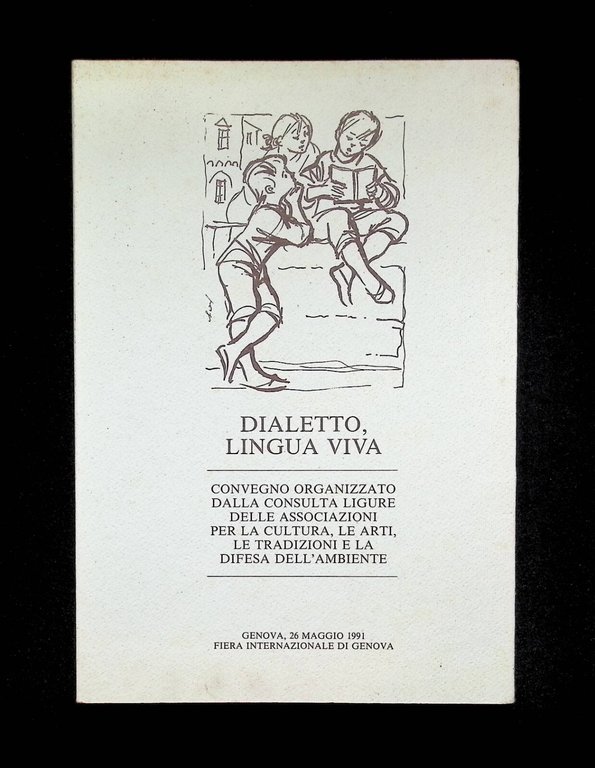 DIALETTO,
LINGUA VIVA
CONVEGNO ORGANIZZATO
DALLA CONSULTA LIGURE
DELLE ASSOCIAZIONI
PER LA CULTURA, LE ARTI,
LE TRADIZIONI E LA
DIFESA DELL'AMBIENTE
GENOVA, 26 MAGGIO 1991
FIERA INTERNAZIONALE DI GENOVA